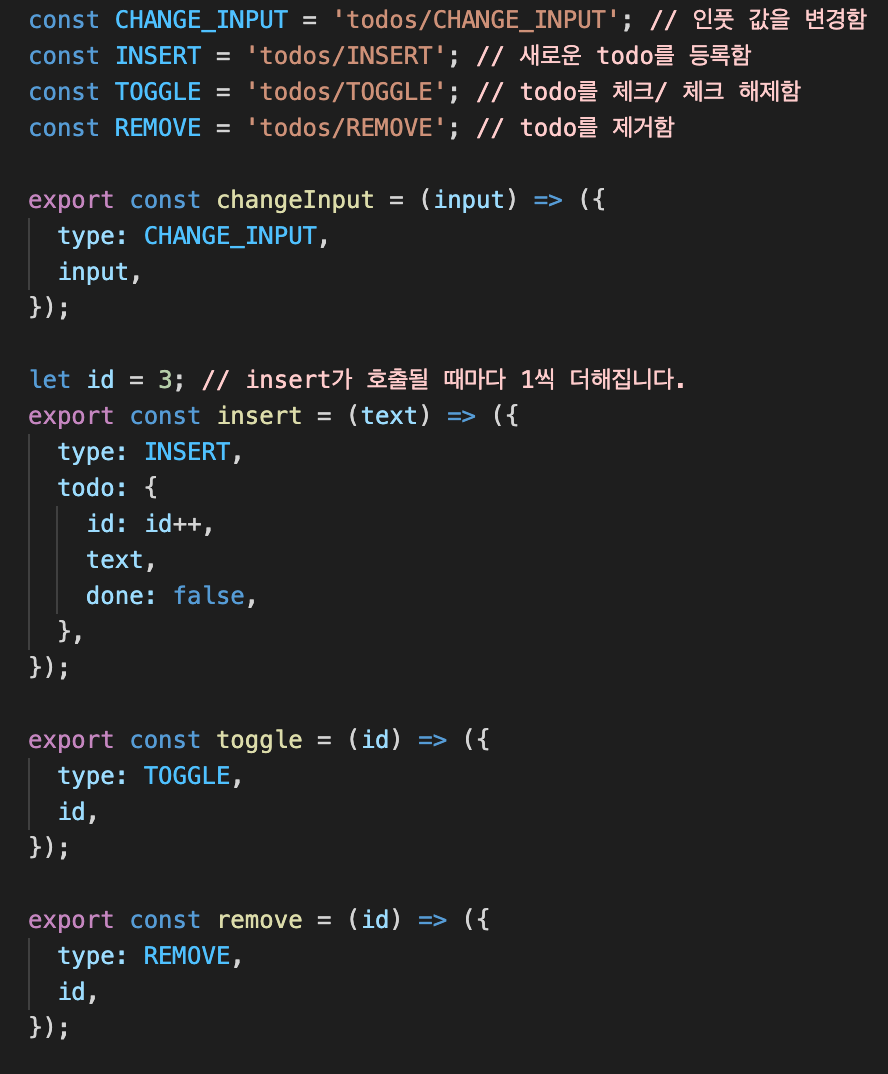 const CHANGE_INPUT = 'todos/CHANGE_INPUT'; // 인풋 값을 변경함
const INSERT = 'todos/INSERT'; // 새로운 todo를 등록함
const TOGGLE = 'todos/TOGGLE'; // todo를 체크/ 체크 해제함
const REMOVE = 'todos/REMOVE'; // todo를 제거함

export const changeInput = (input) => ({
  type: CHANGE_INPUT,
  input,
});

let id = 3; // insert가 호출될 때마다 1씩 더해집니다.
export const insert = (text) => ({
  type: INSERT,
  todo: {
    id: id++,
    text,
    done: false,
  },
});

export const toggle = (id) => ({
  type: TOGGLE,
  id,
});

export const remove = (id) => ({
  type: REMOVE,
  id,
});